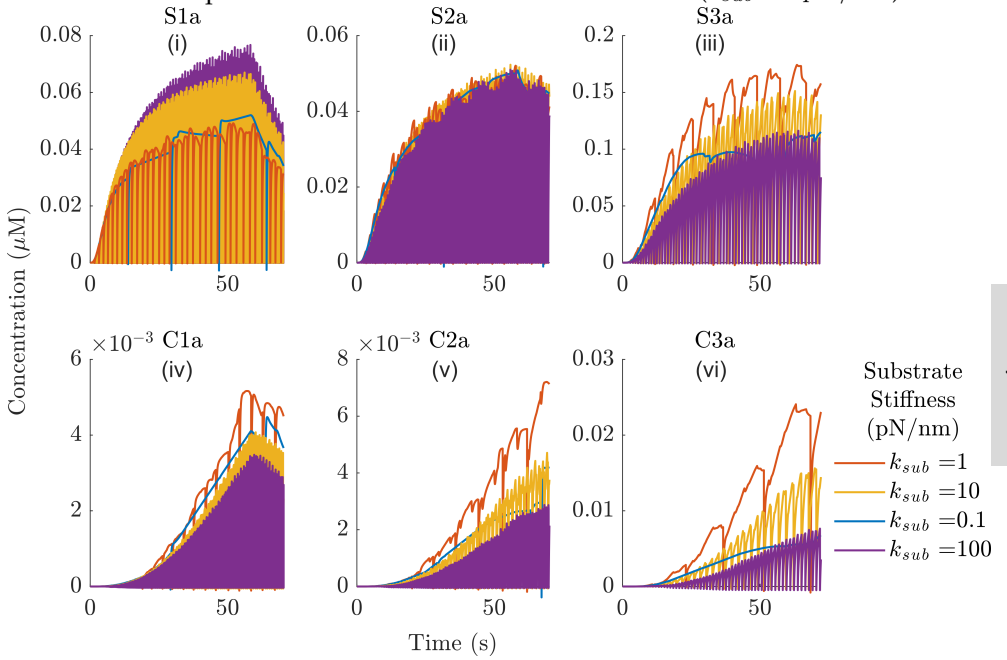 S1a
S2a
S3a
(i)
(ii)
(iii)
0.08
0.06
0.04
0.02
0
0
50
0.06
0.04
0.02
0
0
50
0.2
0.15
0.1
0.05
0
0
50
Concentration (μM)
×10⁻³ C1a
×10⁻³ C2a
C3a
(iv)
(v)
(vi)
6
4
2
0
0
50
8
6
4
2
0
0
50
0.03
0.02
0.01
0
0
50
Time (s)
Substrate
Stiffness
(pN/nm)
k_sub =1
k_sub =10
k_sub =0.1
k_sub =100